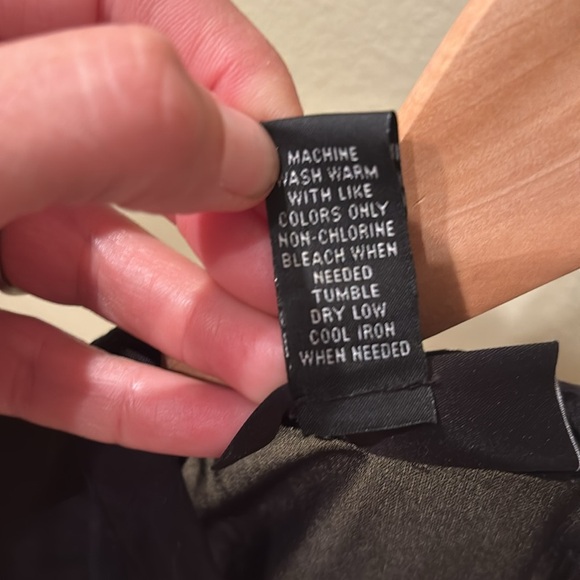 MACHINE
WASH WARM
WITH LIKE
COLORS ONLY
NON-CHLORINE
BLEACH WHEN
NEEDED
TUMBLE
DRY LOW
COOL IRON
WHEN NEEDED